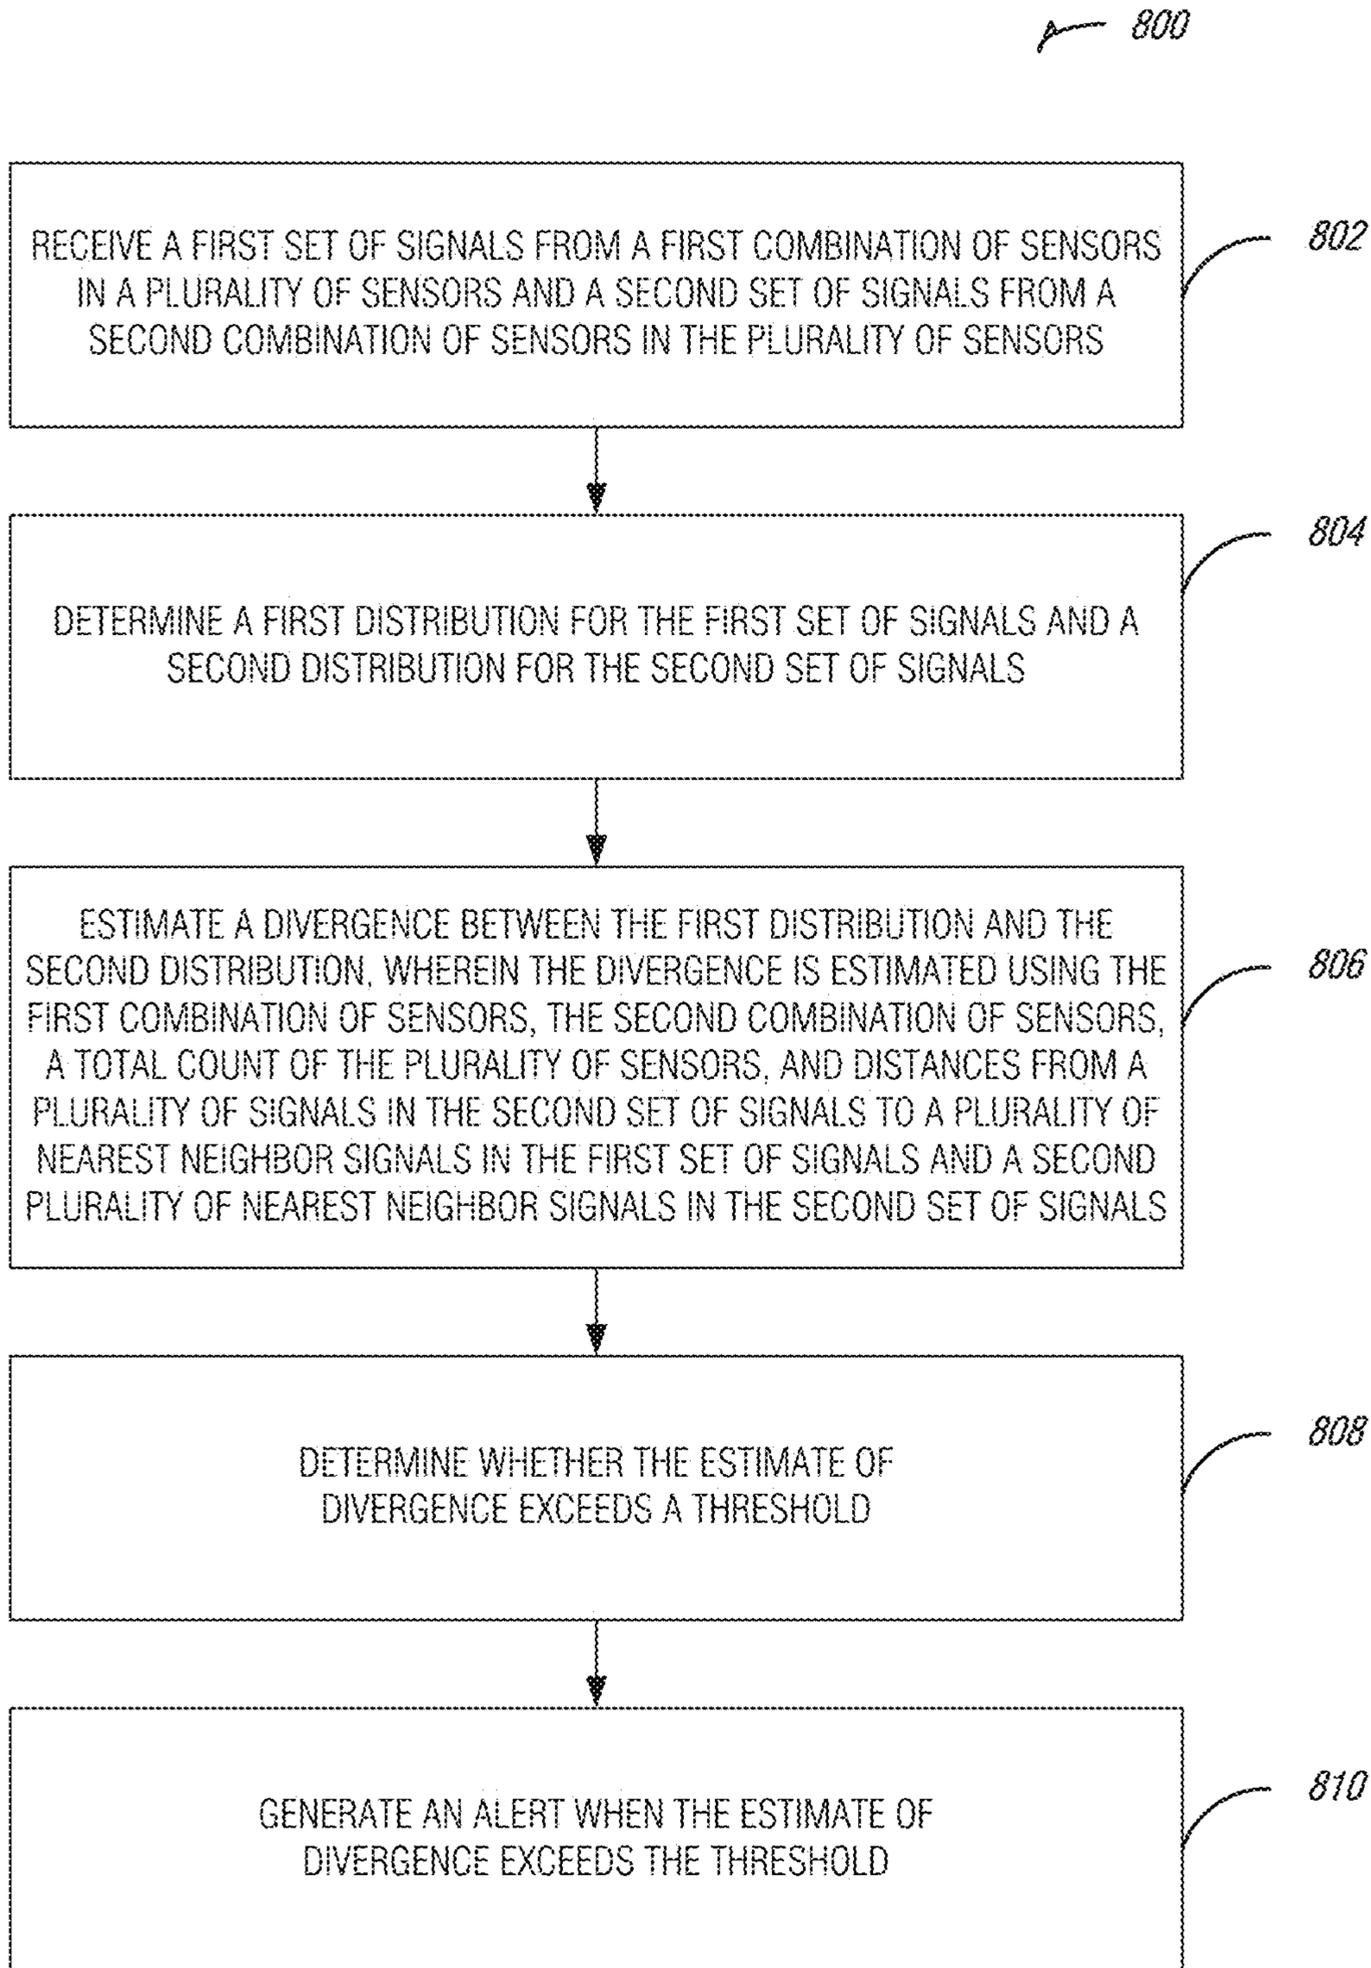 800
RECEIVE A FIRST SET OF SIGNALS FROM A FIRST COMBINATION OF SENSORS
IN A PLURALITY OF SENSORS AND A SECOND SET OF SIGNALS FROM A
SECOND COMBINATION OF SENSORS IN THE PLURALITY OF SENSORS
802
DETERMINE A FIRST DISTRIBUTION FOR THE FIRST SET OF SIGNALS AND A
SECOND DISTRIBUTION FOR THE SECOND SET OF SIGNALS
804
ESTIMATE A DIVERGENCE BETWEEN THE FIRST DISTRIBUTION AND THE
SECOND DISTRIBUTION, WHEREIN THE DIVERGENCE IS ESTIMATED USING THE
FIRST COMBINATION OF SENSORS, THE SECOND COMBINATION OF SENSORS,
A TOTAL COUNT OF THE PLURALITY OF SENSORS, AND DISTANCES FROM A
PLURALITY OF SIGNALS IN THE SECOND SET OF SIGNALS TO A PLURALITY OF
NEAREST NEIGHBOR SIGNALS IN THE FIRST SET OF SIGNALS AND A SECOND
PLURALITY OF NEAREST NEIGHBOR SIGNALS IN THE SECOND SET OF SIGNALS
806
DETERMINE WHETHER THE ESTIMATE OF
DIVERGENCE EXCEEDS A THRESHOLD
808
GENERATE AN ALERT WHEN THE ESTIMATE OF
DIVERGENCE EXCEEDS THE THRESHOLD
810